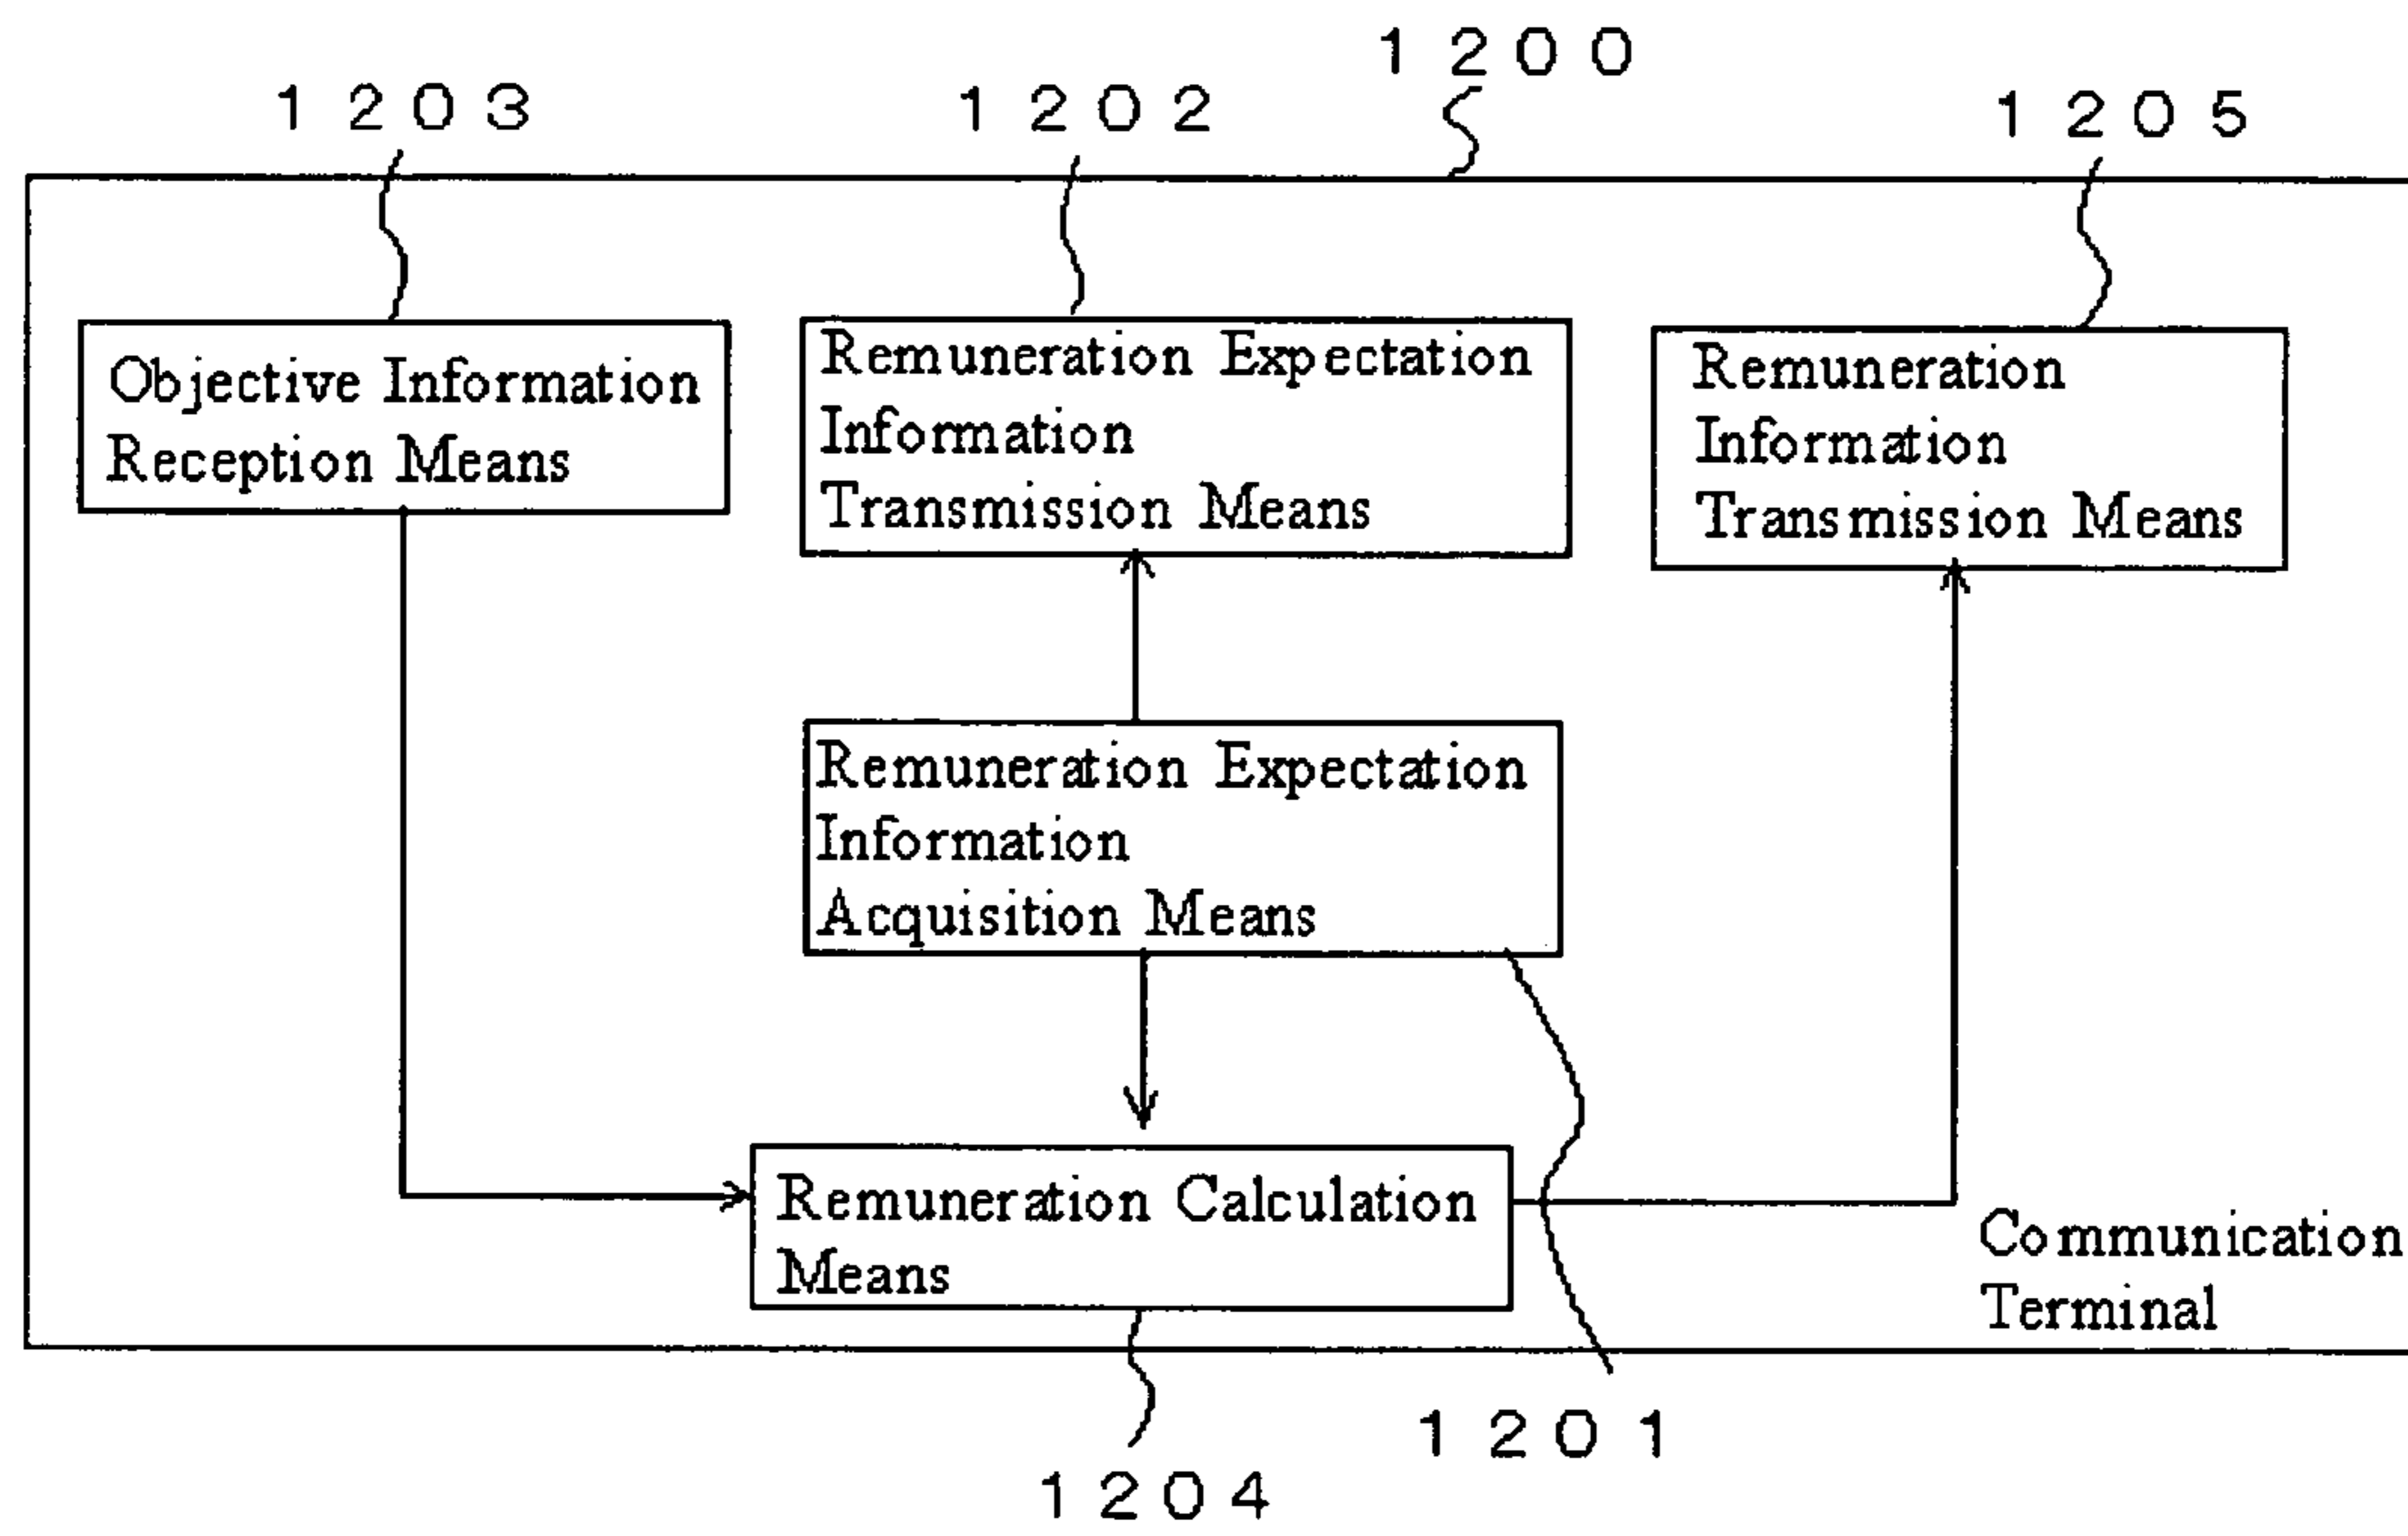 1200
1203
1202
1205
Objective Information
Reception Means
Remuneration Expectation
Information
Transmission Means
Remuneration
Information
Transmission Means
Remuneration Expectation
Information
Acquisition Means
Remuneration Calculation
Means
Communication
Terminal
1201
1204